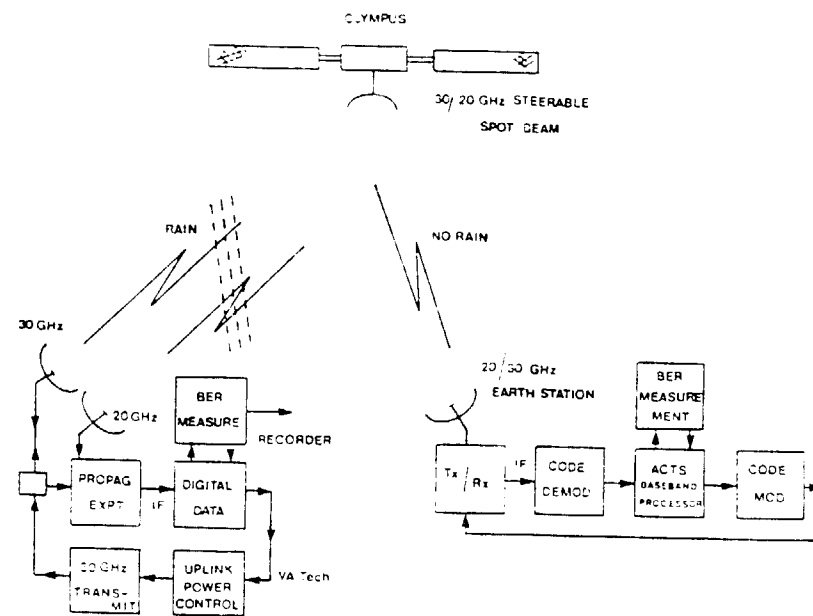 OLYMPUS
30/20 GHz STEERABLE
SPOT BEAM
RAIN
NO RAIN
30 GHz
20 GHz
BER
MEASURE
RECORDER
PROPAG
EXPT
IF
DIGITAL
DATA
VA Tech
GHz
TRANS-
MIT
UPLINK
POWER
CONTROL
20/30 GHz
EARTH STATION
BER
MEASURE
MENT
Tx/Rx
IF
CODE
DEMOD
ACTS
BASEBAND
PROCESSOR
CODE
MOD